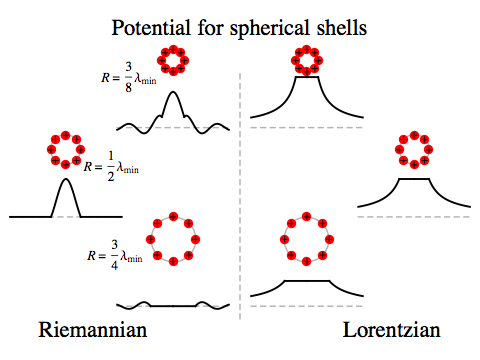 Potential for spherical shells
R = 3/8 λmin
R = 1/2 λmin
R = 3/4 λmin
Riemannian
Lorentzian